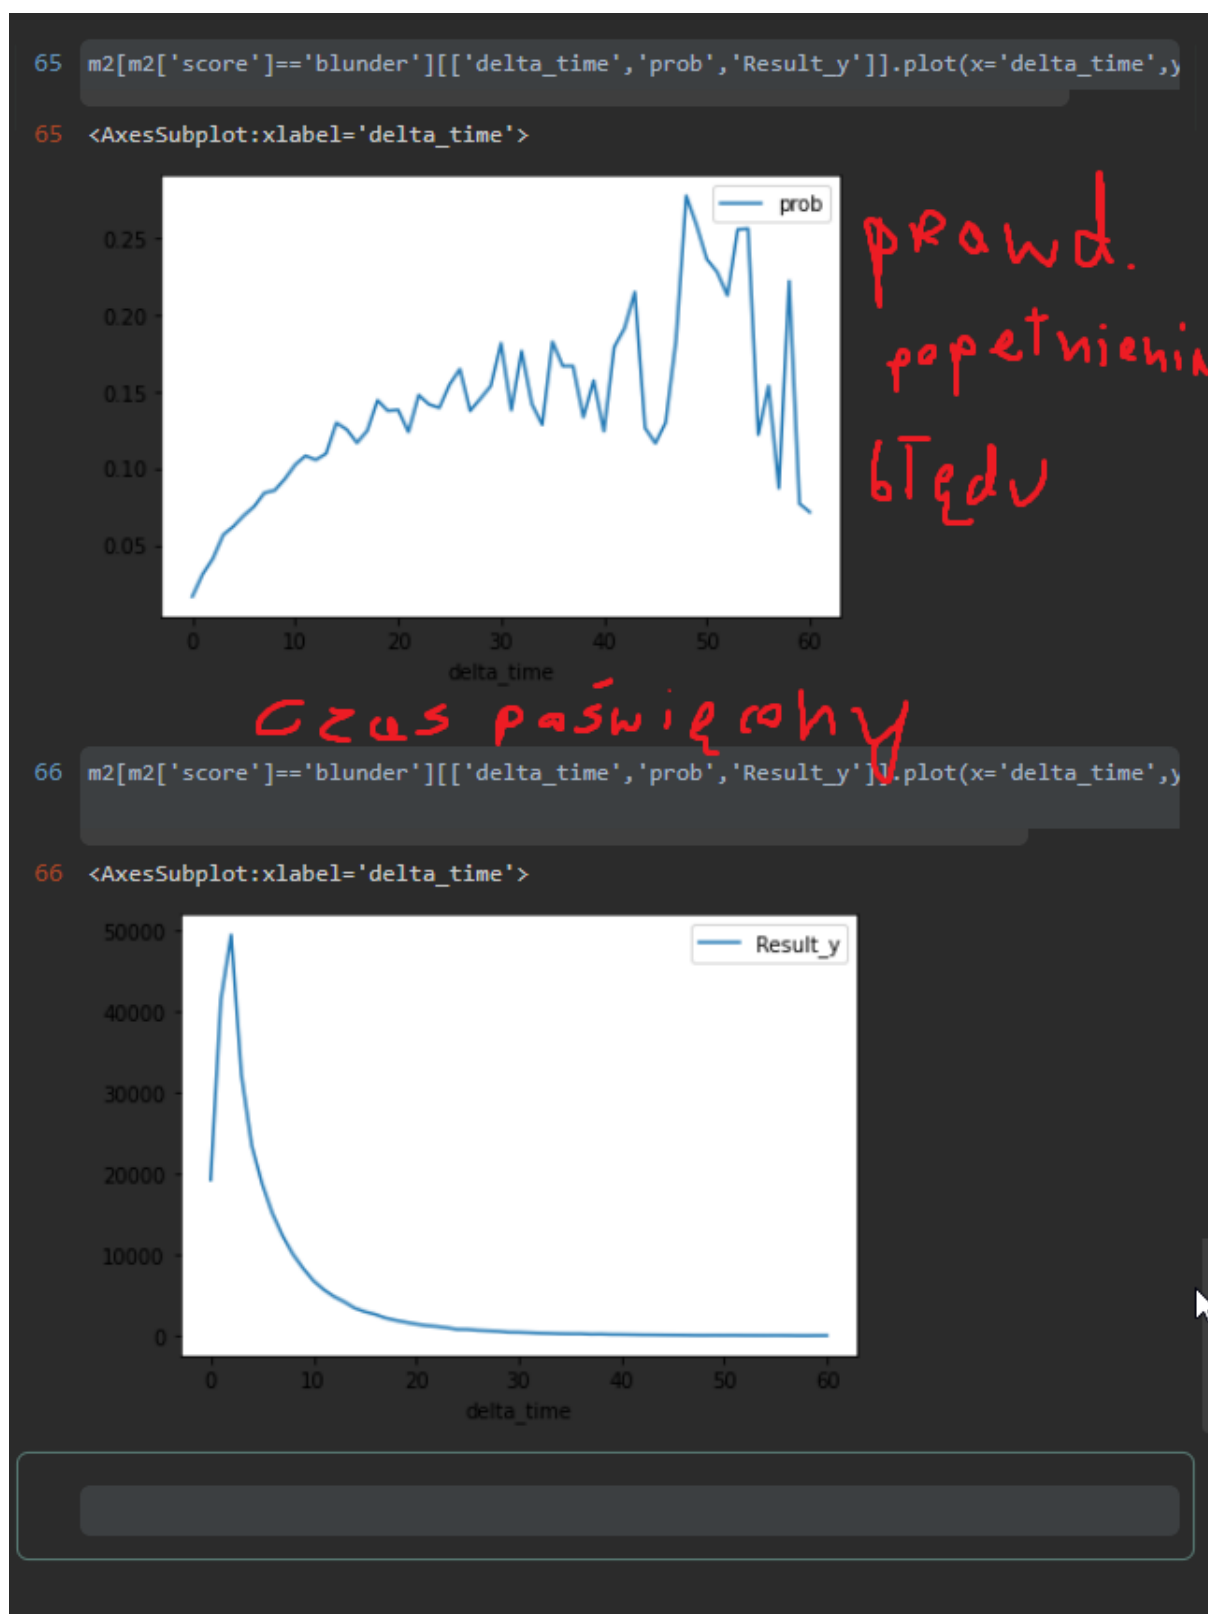 65 m2[m2['score']=='blunder'][['delta_time','prob','Result_y']].plot(x='delta_time',y
65 <AxesSubplot:xlabel='delta_time'>
prob
0.25
0.20
0.15
0.10
0.05
0 10 20 30 40 50 60
delta_time
prawd.
popełnienia
błędu
czas poświęcony
66 m2[m2['score']=='blunder'][['delta_time','prob','Result_y']].plot(x='delta_time',y
66 <AxesSubplot:xlabel='delta_time'>
Result_y
50000
40000
30000
20000
10000
0
0 10 20 30 40 50 60
delta_time